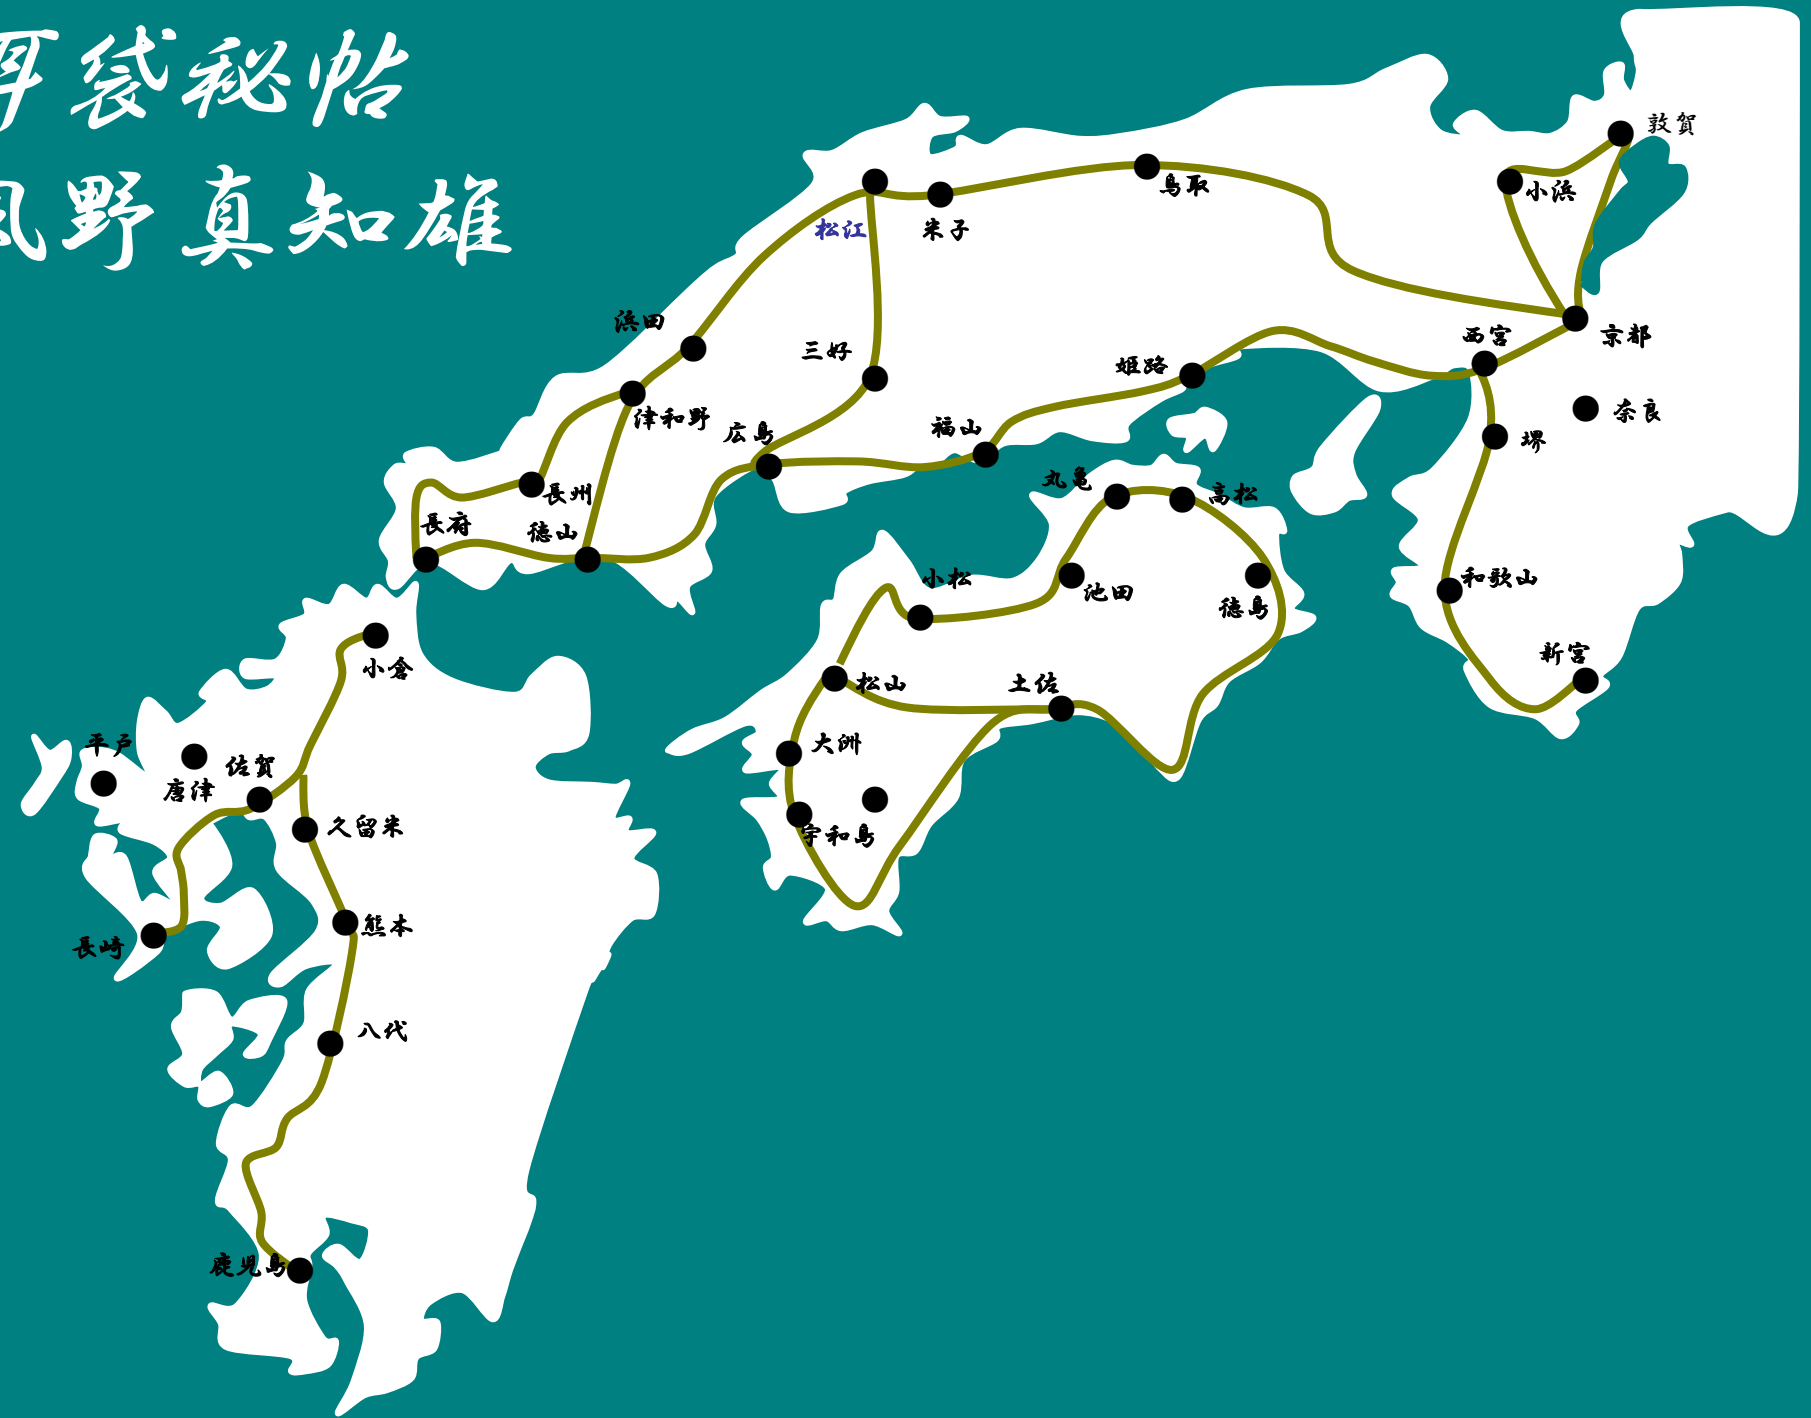 耳袋秘帖
風野真知雄
敦賀
小浜
鳥取
松江
米子
浜田
西宮
京都
三好
姫路
津和野
広島
福山
奈良
堺
長州
丸亀
高松
長府
徳山
小松
池田
徳島
和歌山
小倉
新宮
松山
土佐
平戸
大洲
佐賀
唐津
久留米
宇和島
熊本
長崎
八代
鹿児島